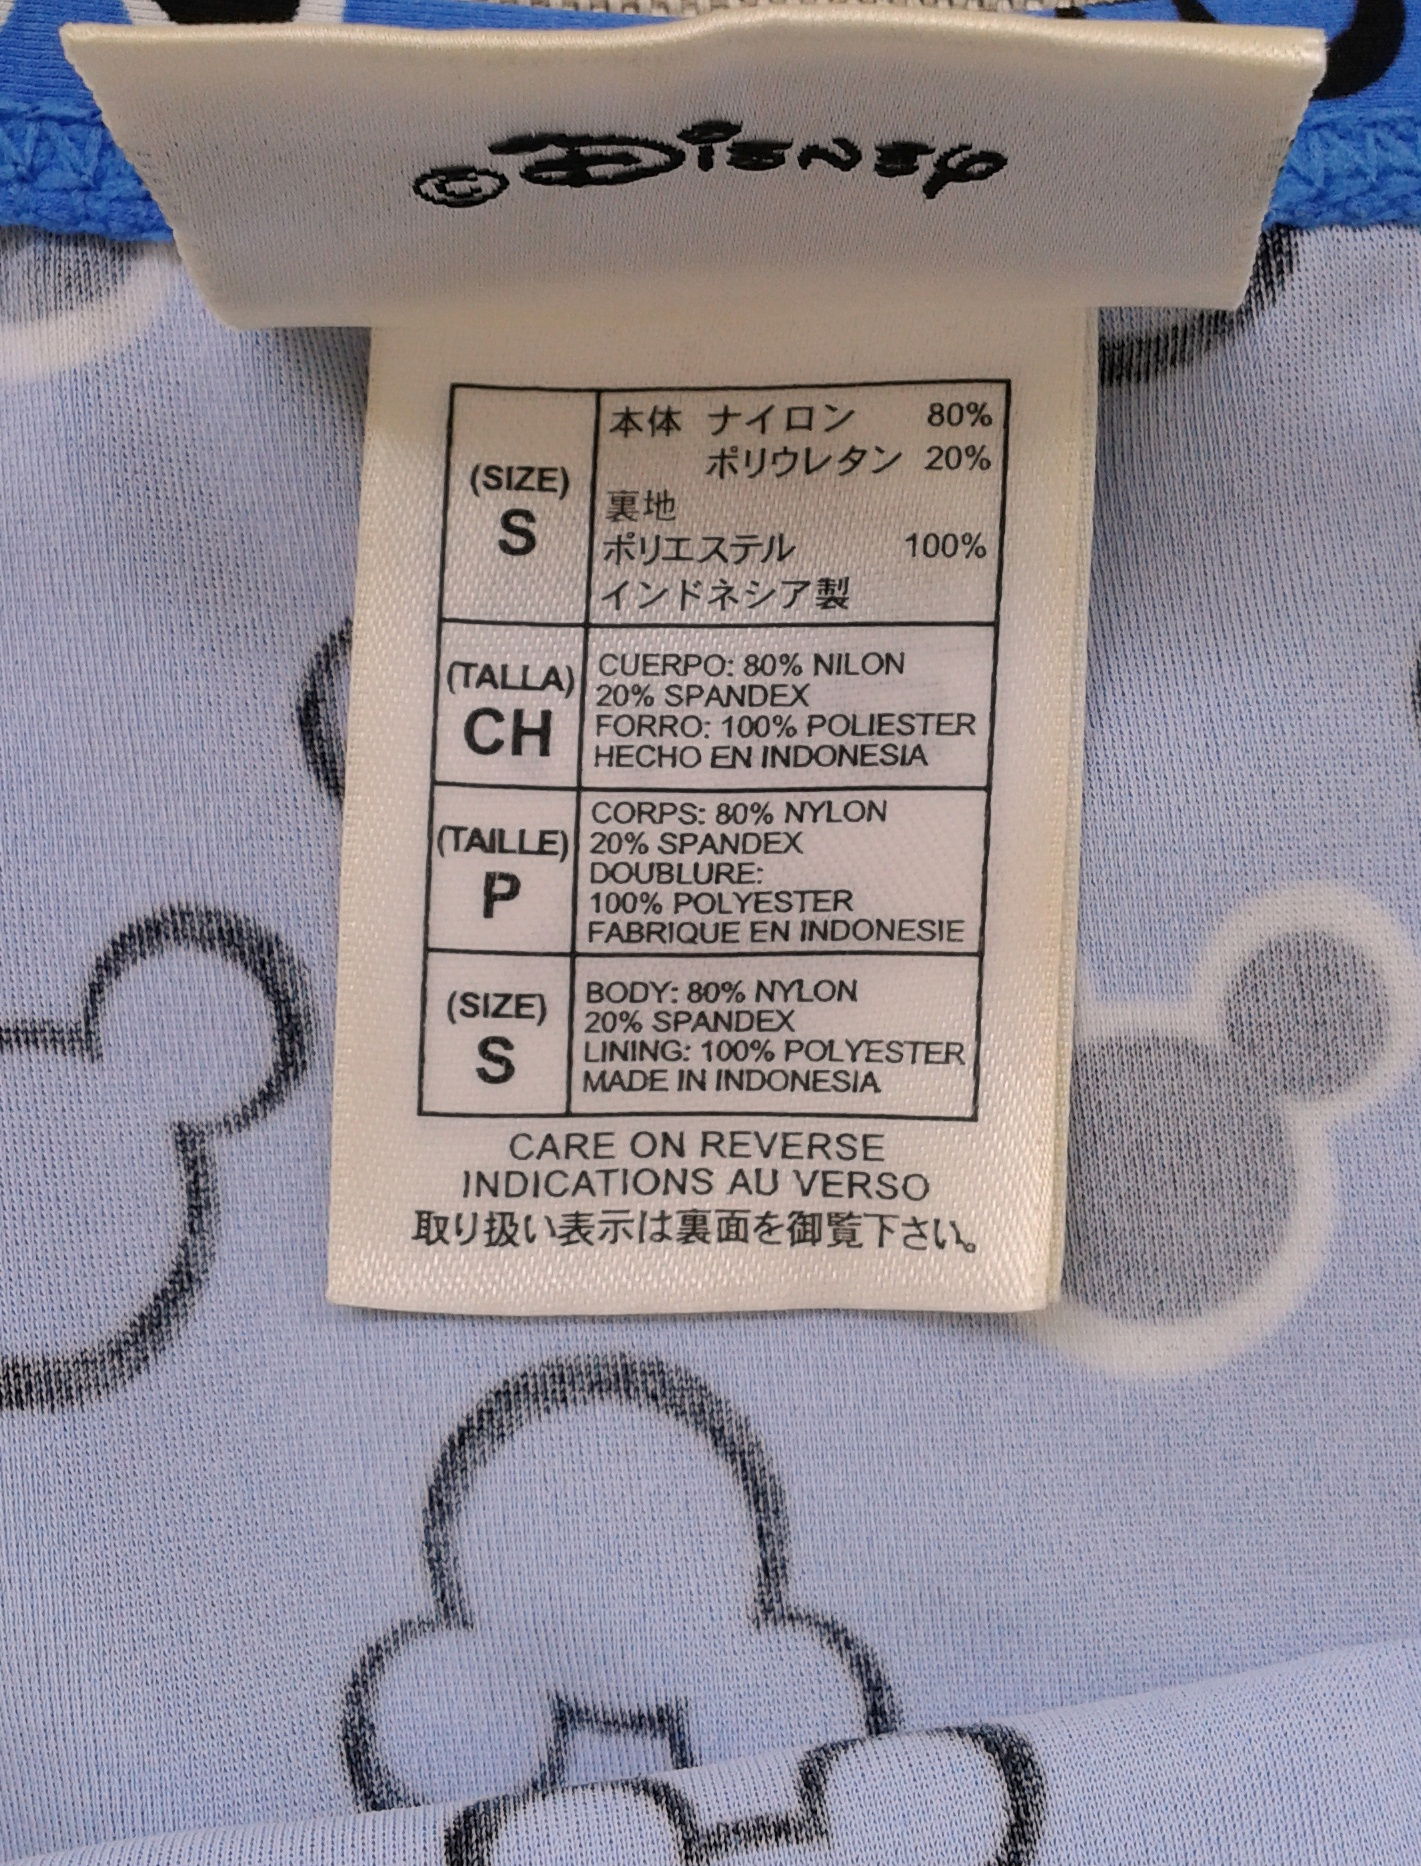 ©Disney
(SIZE)
S
本体 ナイロン 80%
ポリウレタン 20%
裏地
ポリエステル 100%
インドネシア製
(TALLA)
CH
CUERPO: 80% NILON
20% SPANDEX
FORRO: 100% POLIESTER
HECHO EN INDONESIA
(TAILLE)
P
CORPS: 80% NYLON
20% SPANDEX
DOUBLURE:
100% POLYESTER
FABRIQUE EN INDONESIE
(SIZE)
S
BODY: 80% NYLON
20% SPANDEX
LINING: 100% POLYESTER
MADE IN INDONESIA
CARE ON REVERSE
INDICATIONS AU VERSO
取り扱い表示は裏面を御覧下さい。